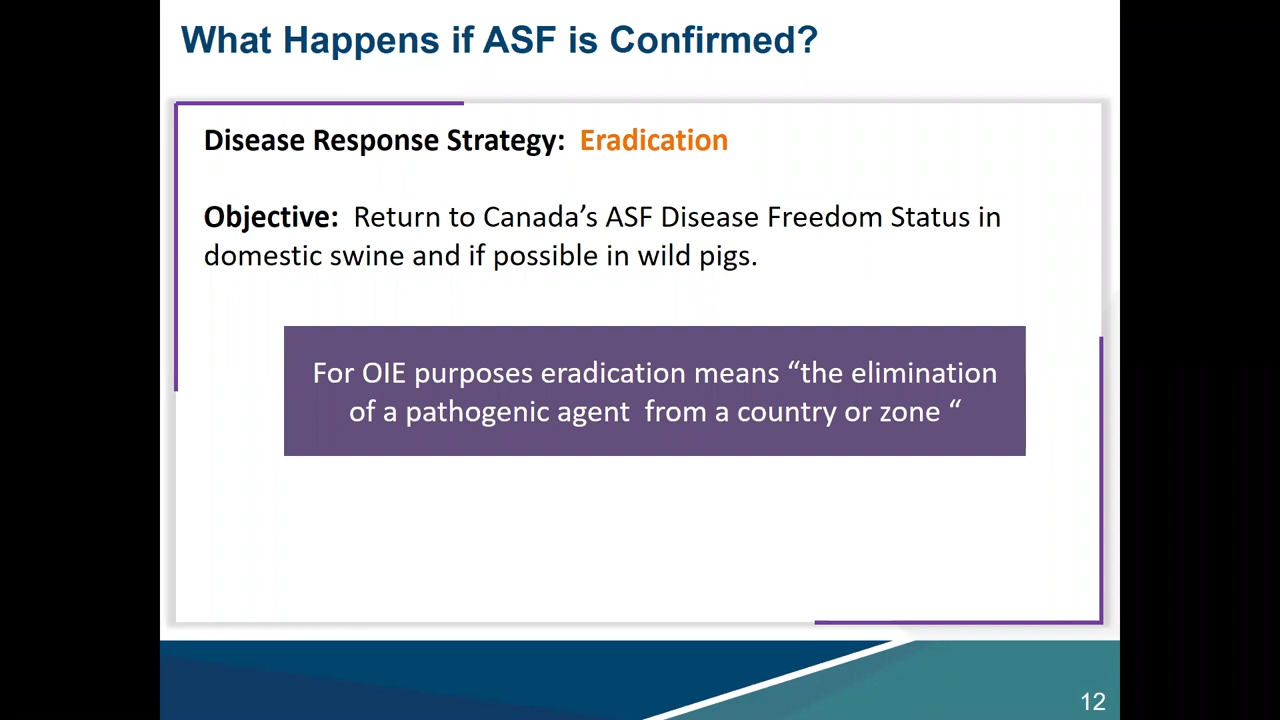 What Happens if ASF is Confirmed?
Disease Response Strategy:  Eradication
Objective:  Return to Canada’s ASF Disease Freedom Status in
domestic swine and if possible in wild pigs.
For OIE purposes eradication means “the elimination
of a pathogenic agent  from a country or zone “
12